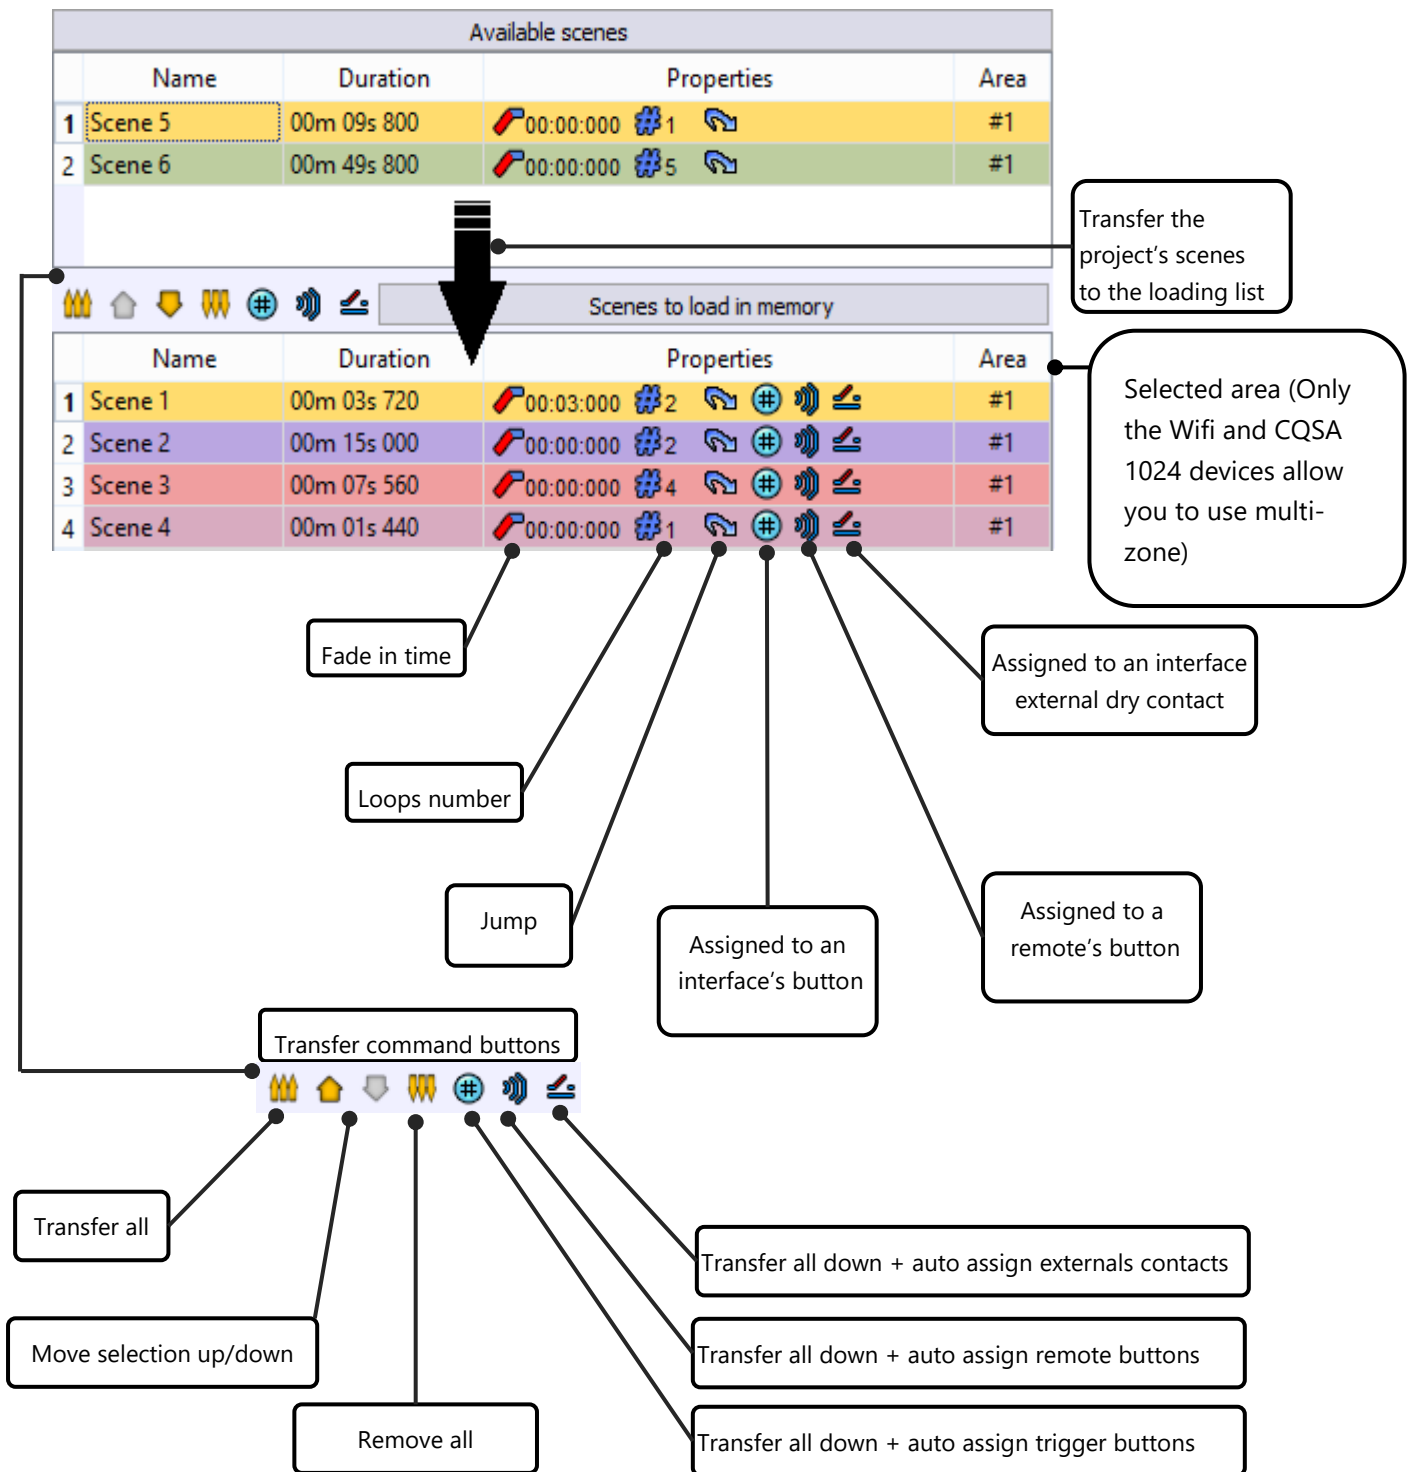 Available scenes
Name Duration Properties Area
1 Scene 5 00m 09s 800 00:00:000 1 #1
2 Scene 6 00m 49s 800 00:00:000 5 #1
Transfer the
project’s scenes
to the loading list
Scenes to load in memory
Name Duration Properties Area
1 Scene 1 00m 03s 720 00:03:000 2 #1
2 Scene 2 00m 15s 000 00:00:000 2 #1
3 Scene 3 00m 07s 560 00:00:000 4 #1
4 Scene 4 00m 01s 440 00:00:000 1 #1
Selected area (Only
the Wifi and CQSA
1024 devices allow
you to use multi-
zone)
Fade in time
Assigned to an interface
external dry contact
Loops number
Jump
Assigned to an
interface’s button
Assigned to a
remote’s button
Transfer command buttons
Transfer all
Transfer all down + auto assign externals contacts
Move selection up/down
Transfer all down + auto assign remote buttons
Remove all
Transfer all down + auto assign trigger buttons